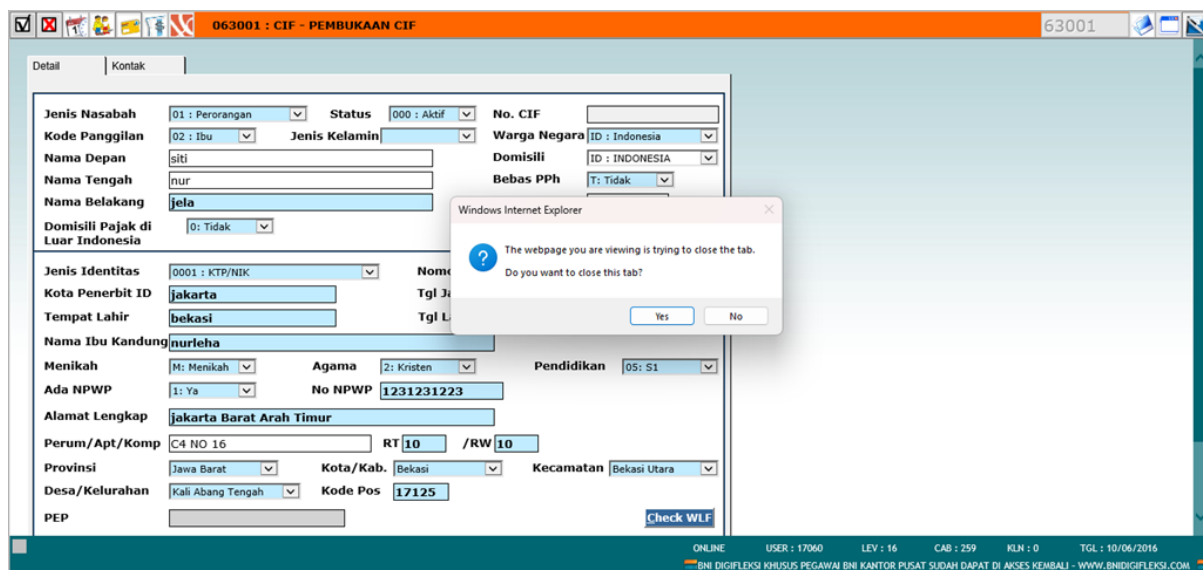 063001 : CIF - PEMBUKAAN CIF 63001
Detail Kontak
Jenis Nasabah 01 : Perorangan Status 000 : Aktif No. CIF
Kode Panggilan 02 : Ibu Jenis Kelamin Warga Negara ID : Indonesia
Nama Depan siti Domisili ID : INDONESIA
Nama Tengah nur Bebas PPh T: Tidak
Nama Belakang jela
Domisili Pajak di
Luar Indonesia 0: Tidak
Windows Internet Explorer
The webpage you are viewing is trying to close the tab.
Do you want to close this tab?
Yes No
Jenis Identitas 0001 : KTP/NIK
Kota Penerbit ID jakarta Tgl
Tempat Lahir bekasi Tgl
Nama Ibu Kandung nurleha
Menikah M: Menikah Agama 2: Kristen Pendidikan 05: S1
Ada NPWP 1: Ya No NPWP 1231231223
Alamat Lengkap jakarta Barat Arah Timur
Perum/Apt/Komp C4 NO 16 RT 10 /RW 10
Provinsi Jawa Barat Kota/Kab. Bekasi Kecamatan Bekasi Utara
Desa/Kelurahan Kali Abang Tengah Kode Pos 17125
PEP Check WLF
ONLINE USER : 17060 LEV : 16 CAB : 259 KLN : 0 TGL : 10/06/2016
BNI DIGIFLEKSI KHUSUS PEGAWAI BNI KANTOR PUSAT SUDAH DAPAT DI AKSES KEMBALI - WWW.BNIDIGIFLEKSI.COM